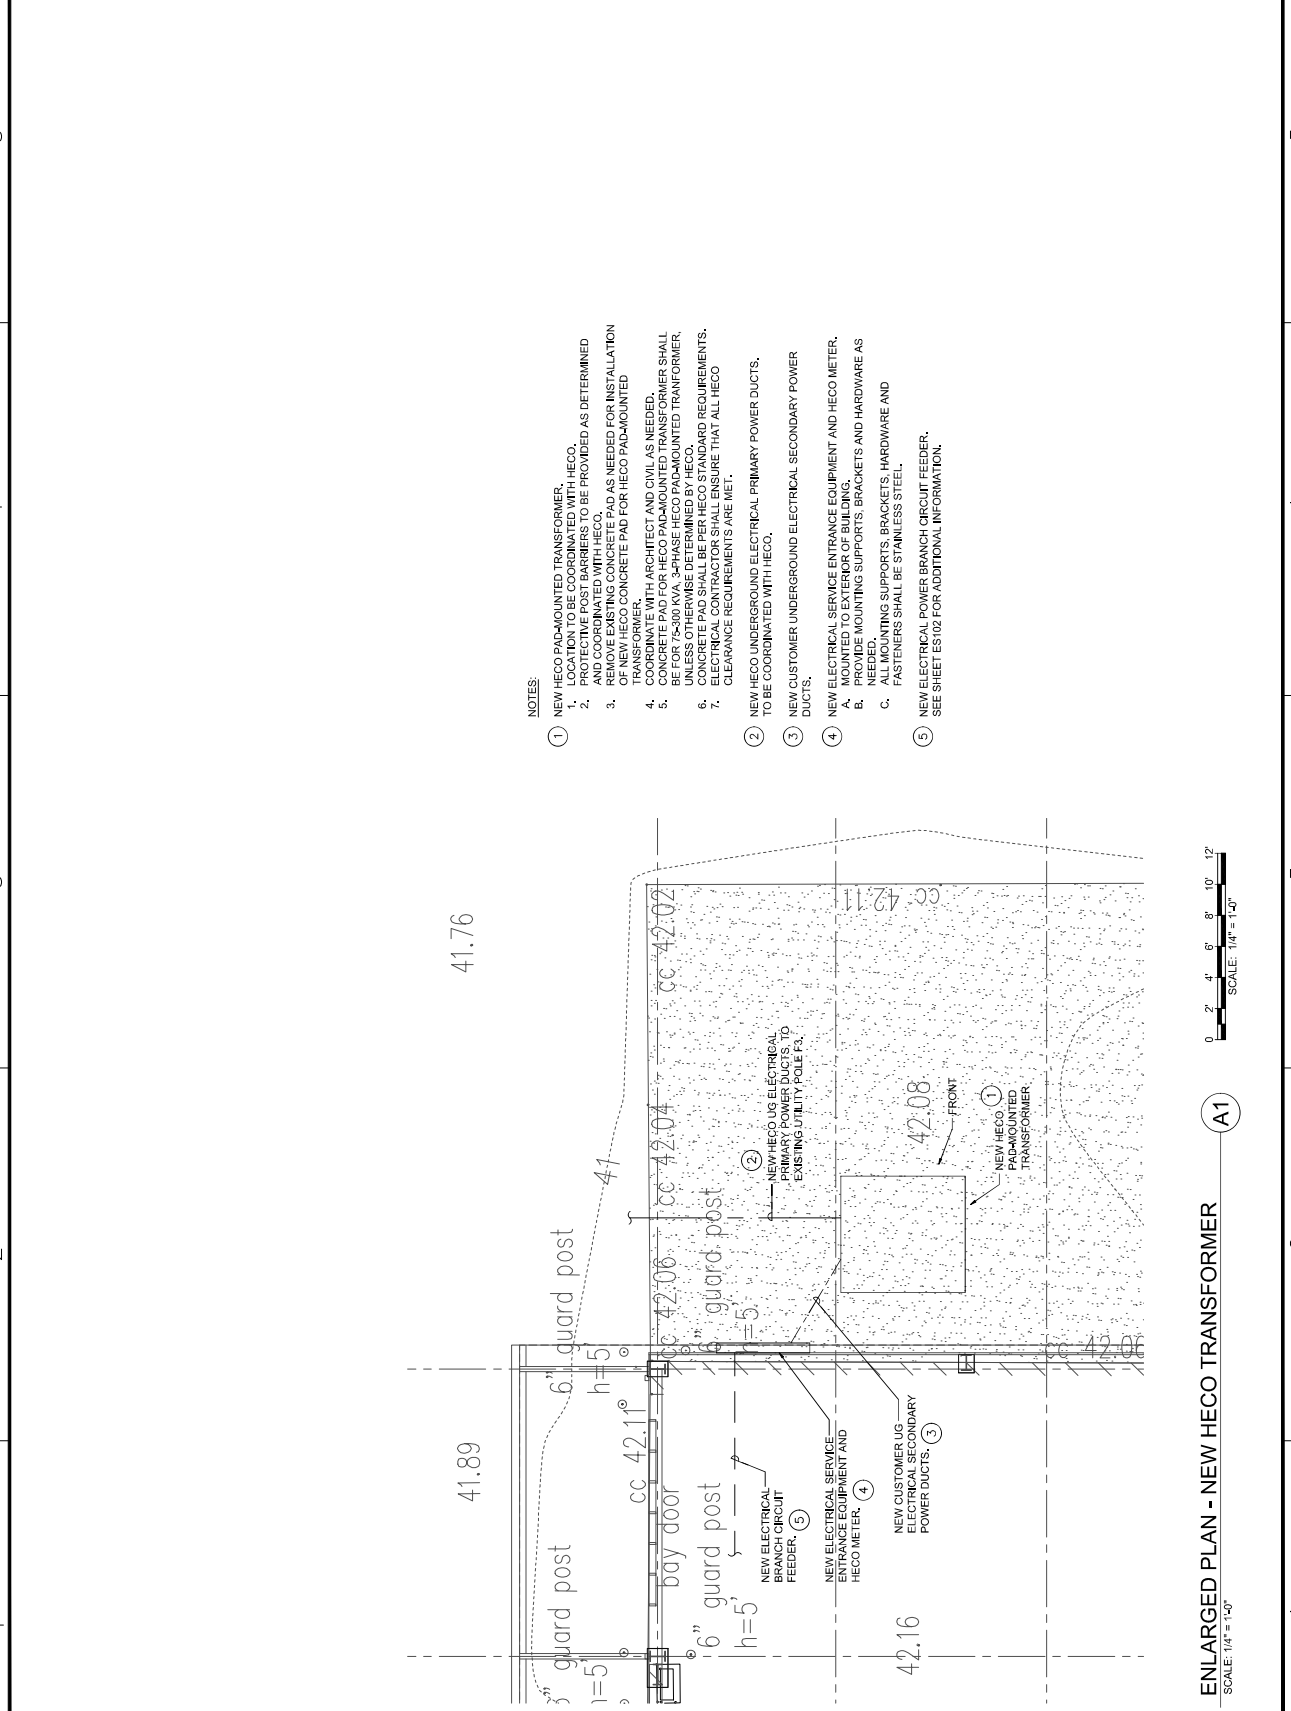 NOTES:
1 NEW HECO PAD-MOUNTED TRANSFORMER.
1. LOCATION TO BE COORDINATED WITH HECO.
2. PROTECTIVE POST BARRIERS TO BE PROVIDED AS DETERMINED
AND COORDINATED WITH HECO.
3. REMOVE EXISTING CONCRETE PAD AS NEEDED FOR INSTALLATION
OF NEW HECO CONCRETE PAD FOR HECO PAD-MOUNTED
TRANSFORMER.
4. COORDINATE WITH ARCHITECT AND CIVIL AS NEEDED.
5. CONCRETE PAD FOR HECO PAD-MOUNTED TRANSFORMER SHALL
BE FOR 75-300 KVA, 3-PHASE HECO PAD-MOUNTED TRANFORMER,
UNLESS OTHERWISE DETERMINED BY HECO.
6. CONCRETE PAD SHALL BE PER HECO STANDARD REQUIREMENTS.
7. ELECTRICAL CONTRACTOR SHALL ENSURE THAT ALL HECO
CLEARANCE REQUIREMENTS ARE MET.
2 NEW HECO UNDERGROUND ELECTRICAL PRIMARY POWER DUCTS.
TO BE COORDINATED WITH HECO.
3 NEW CUSTOMER UNDERGROUND ELECTRICAL SECONDARY POWER
DUCTS.
4 NEW ELECTRICAL SERVICE ENTRANCE EQUIPMENT AND HECO METER.
A. MOUNTED TO EXTERIOR OF BUILDING.
B. PROVIDE MOUNTING SUPPORTS, BRACKETS AND HARDWARE AS
NEEDED.
C. ALL MOUNTING SUPPORTS, BRACKETS, HARDWARE AND
FASTENERS SHALL BE STAINLESS STEEL.
5 NEW ELECTRICAL POWER BRANCH CIRCUIT FEEDER.
SEE SHEET ES102 FOR ADDITIONAL INFORMATION.
41.89
41.76
6" guard post
h=5'
6" guard post
h=5'
41
cc 42.11
bay door
cc 42.06
cc 42.04
cc 42.02
6" guard post
h=5'
6" guard post
h=5'
2
NEW HECO UG ELECTRICAL
PRIMARY POWER DUCTS, TO
EXISTING UTILITY POLE F3.
NEW ELECTRICAL
BRANCH CIRCUIT
FEEDER. 5
NEW ELECTRICAL SERVICE
ENTRANCE EQUIPMENT AND
HECO METER. 4
NEW CUSTOMER UG
ELECTRICAL SECONDARY
POWER DUCTS. 3
42.16
cc 42.11
42.08
FRONT
NEW HECO 1
PAD-MOUNTED
TRANSFORMER
cc 42.06
ENLARGED PLAN - NEW HECO TRANSFORMER A1
SCALE: 1/4" = 1'-0"
0 2' 4' 6' 8' 10' 12'
SCALE: 1/4" = 1'-0"